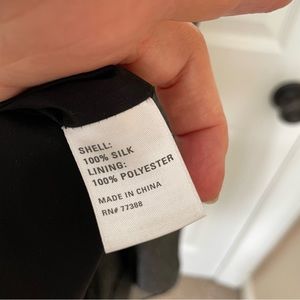 SHELL:
100% SILK
LINING:
100% POLYESTER
MADE IN CHINA
RN# 77388